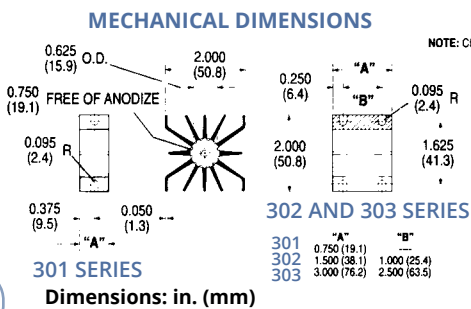 MECHANICAL DIMENSIONS
NOTE: C
0.625
(15.9) O.D.
2.000
(50.8)
"A"
0.250
(6.4)
"B"
0.095
(2.4) R
0.750
(19.1)
FREE OF ANODIZE
0.095
(2.4) R
2.000
(50.8)
1.625
(41.3)
0.375
(9.5)
0.050
(1.3)
"A"
301 SERIES
302 AND 303 SERIES
"A" "B"
301 0.750 (19.1) ----
302 1.500 (38.1) 1.000 (25.4)
303 3.000 (76.2) 2.500 (63.5)
Dimensions: in. (mm)